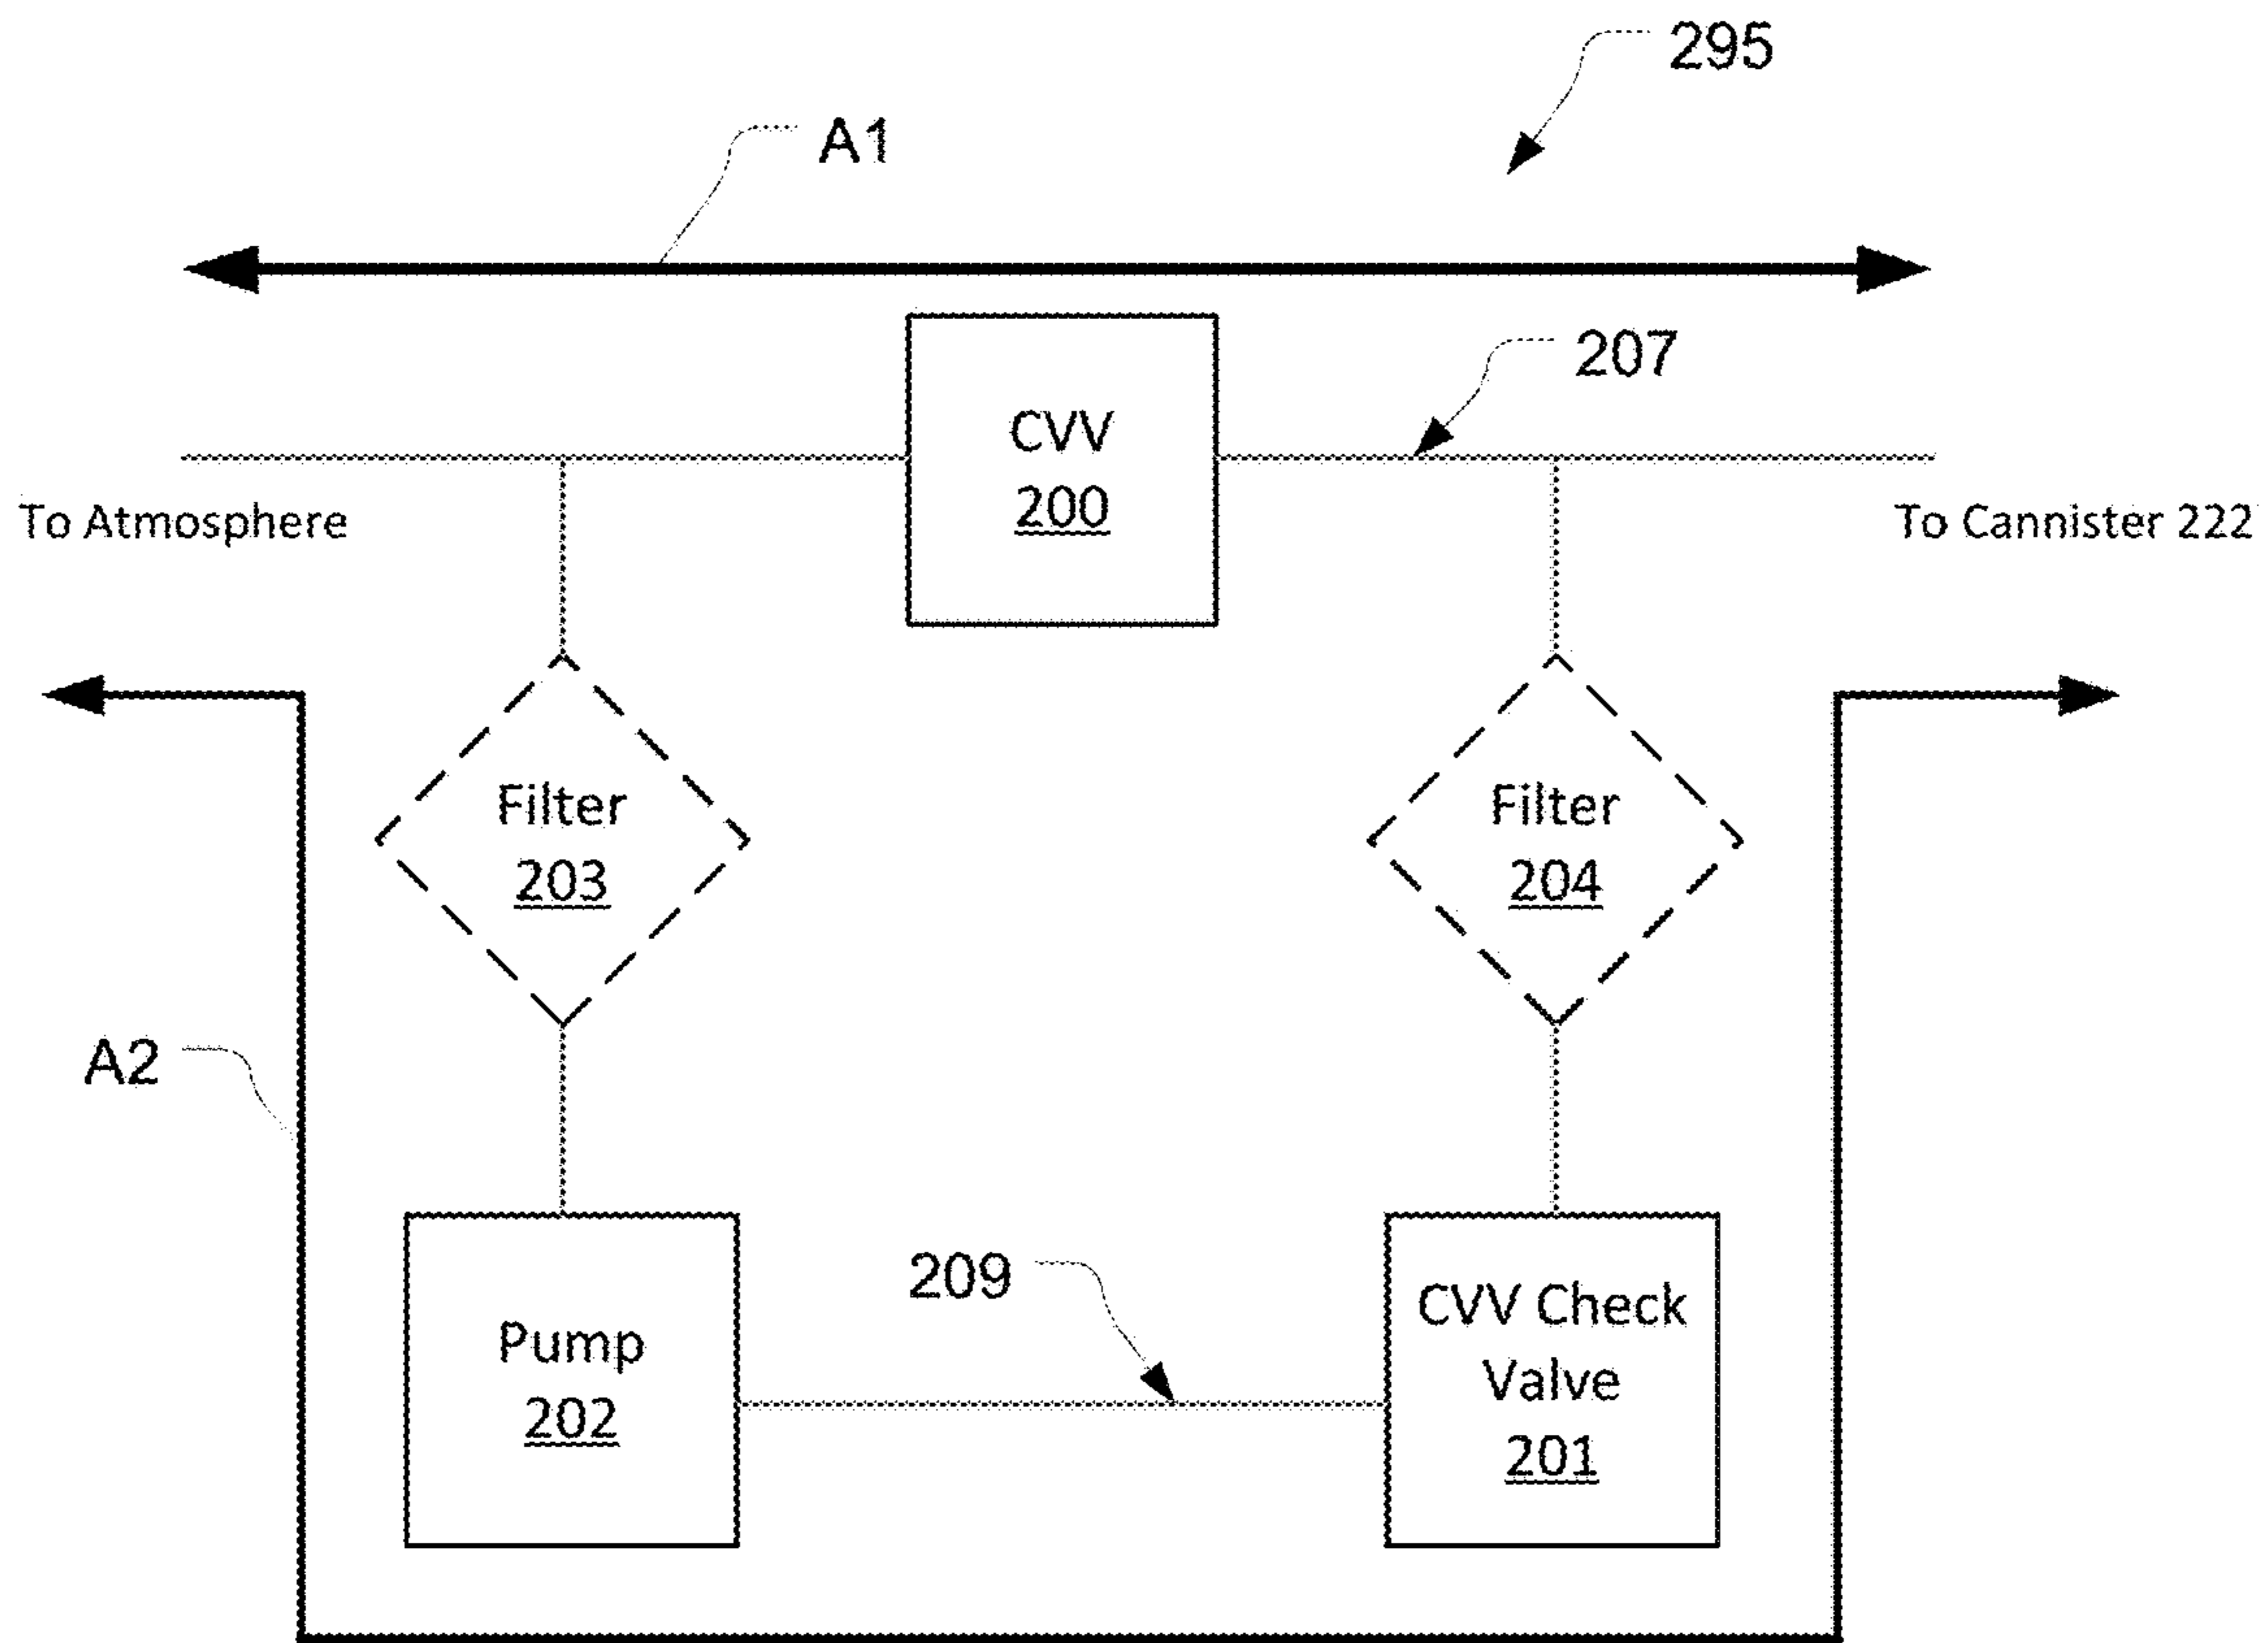 295
A1
207
CVV
200
To Atmosphere
To Cannister 222
Filter
203
Filter
204
A2
209
Pump
202
CVV Check
Valve
201